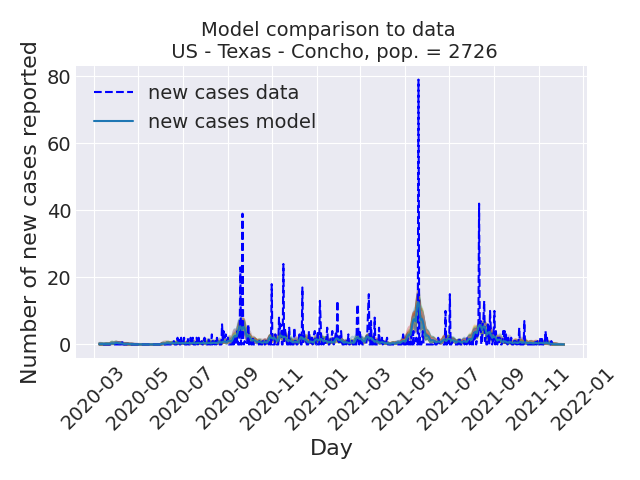 Model comparison to data
US - Texas - Concho, pop. = 2726
Number of new cases reported
80
60
40
20
0
new cases data
new cases model
2020-03
2020-05
2020-07
2020-09
2020-11
2021-01
2021-03
2021-05
2021-07
2021-09
2021-11
2022-01
Day